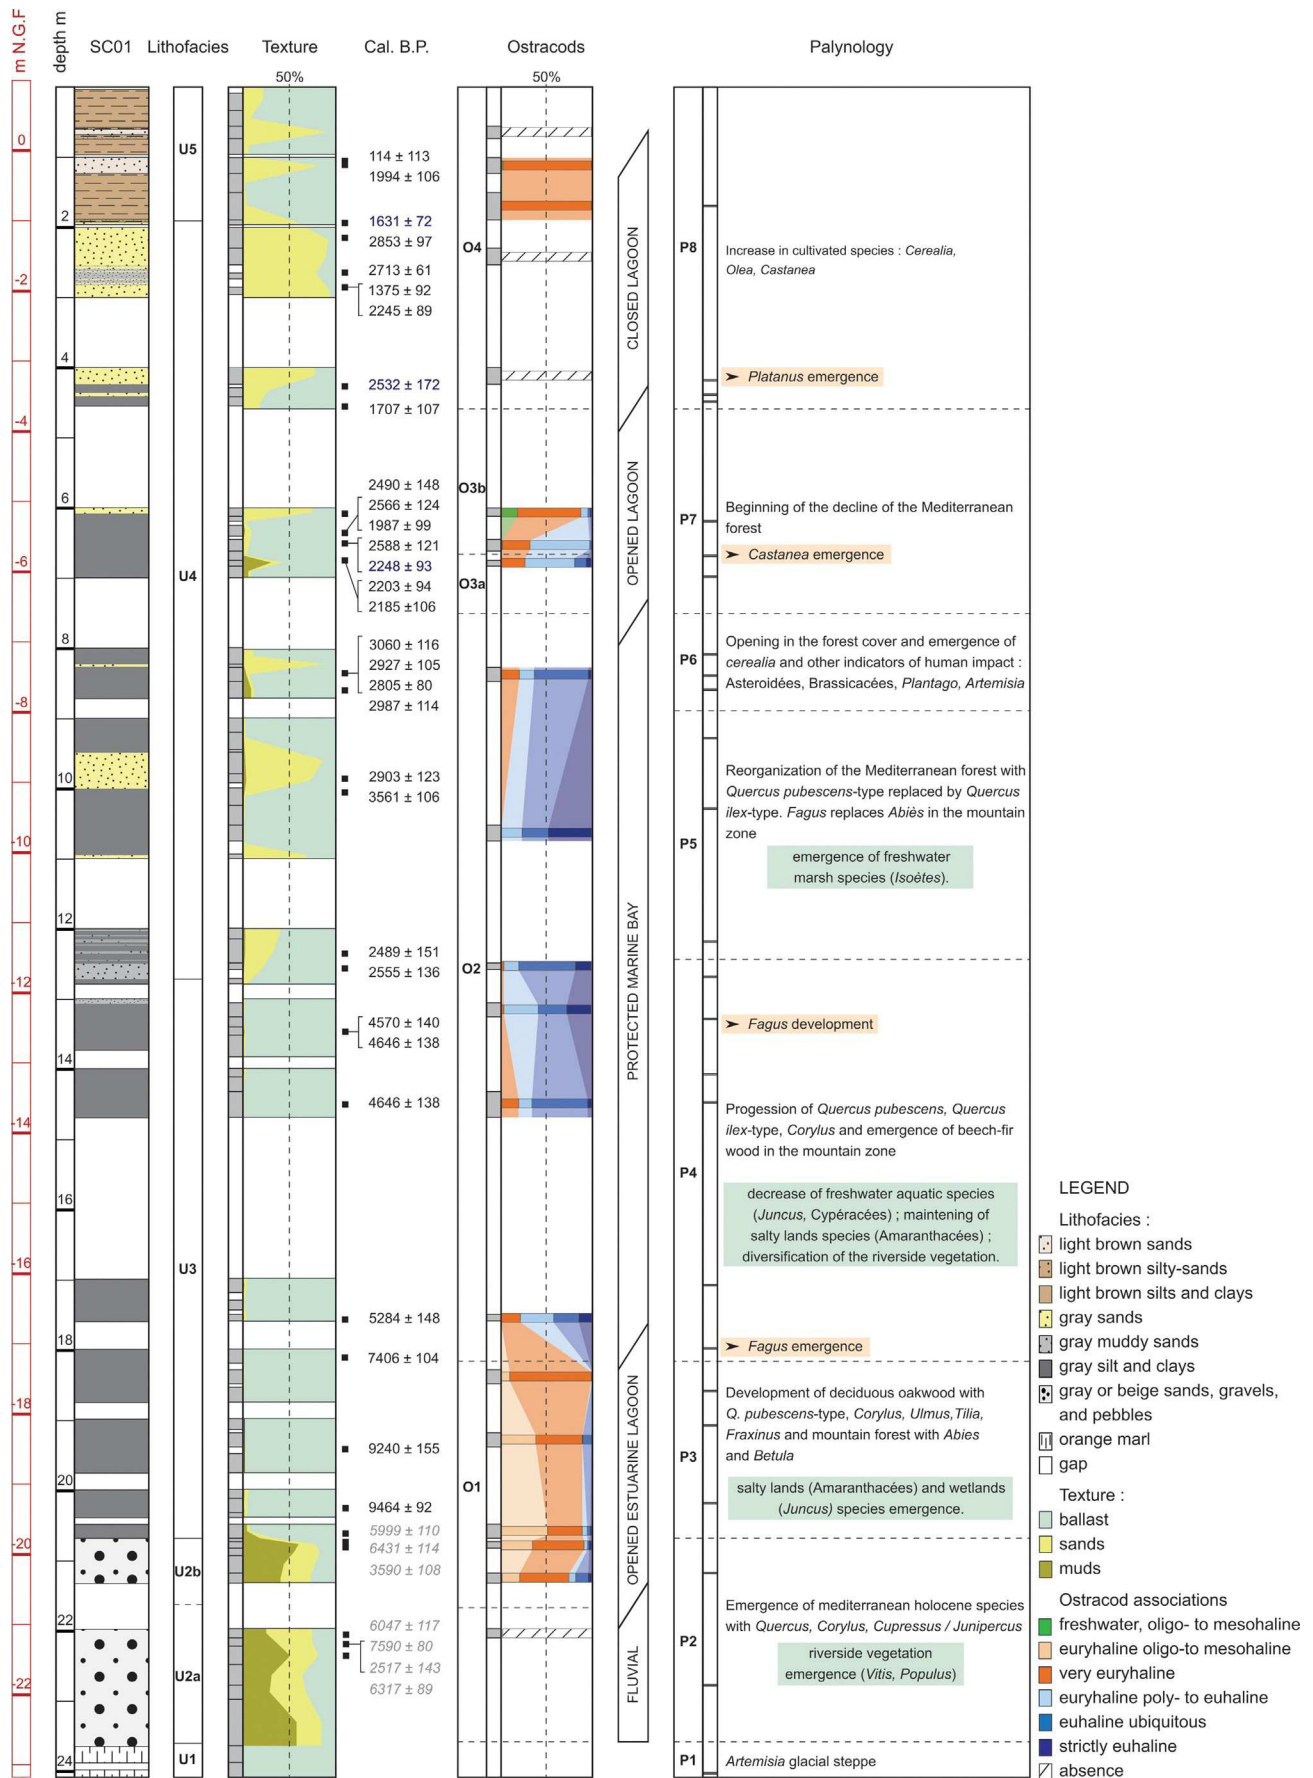 m N.G.F
depth m
SC01
Lithofacies
Texture
Cal. B.P.
Ostracods
Palynology
50%
50%
0
-2
-4
-6
-8
-10
-12
-14
-16
-18
-20
-22
2
4
6
8
10
12
14
16
18
20
22
24
U5
U4
U3
U2b
U2a
U1
114 ± 113
1994 ± 106
1631 ± 72
2853 ± 97
2713 ± 61
1375 ± 92
2245 ± 89
2532 ± 172
1707 ± 107
2490 ± 148
2566 ± 124
1987 ± 99
2588 ± 121
2248 ± 93
2203 ± 94
2185 ±106
3060 ± 116
2927 ± 105
2805 ± 80
2987 ± 114
2903 ± 123
3561 ± 106
2489 ± 151
2555 ± 136
4570 ± 140
4646 ± 138
4646 ± 138
5284 ± 148
7406 ± 104
9240 ± 155
9464 ± 92
5999 ± 110
6431 ± 114
3590 ± 108
6047 ± 117
7590 ± 80
2517 ± 143
6317 ± 89
O4
O3b
O3a
O2
O1
CLOSED LAGOON
OPENED LAGOON
PROTECTED MARINE BAY
OPENED ESTUARINE LAGOON
FLUVIAL
P8
Increase in cultivated species : Cerealia,
Olea, Castanea
➤ Platanus emergence
P7
Beginning of the decline of the Mediterranean
forest
➤ Castanea emergence
P6
Opening in the forest cover and emergence of
cerealia and other indicators of human impact :
Asteroidées, Brassicacées, Plantago, Artemisia
P5
Reorganization of the Mediterranean forest with
Quercus pubescens-type replaced by Quercus
ilex-type. Fagus replaces Abiès in the mountain
zone
emergence of freshwater
marsh species (Isoètes).
➤ Fagus development
P4
Progession of Quercus pubescens, Quercus
ilex-type, Corylus and emergence of beech-fir
wood in the mountain zone
decrease of freshwater aquatic species
(Juncus, Cypéracées) ; maintening of
salty lands species (Amaranthacées) ;
diversification of the riverside vegetation.
➤ Fagus emergence
P3
Development of deciduous oakwood with
Q. pubescens-type, Corylus, Ulmus,Tilia,
Fraxinus and mountain forest with Abies
and Betula
salty lands (Amaranthacées) and wetlands
(Juncus) species emergence.
P2
Emergence of mediterranean holocene species
with Quercus, Corylus, Cupressus / Junipercus
riverside vegetation
emergence (Vitis, Populus)
P1
Artemisia glacial steppe
LEGEND
Lithofacies :
light brown sands
light brown silty-sands
light brown silts and clays
gray sands
gray muddy sands
gray silt and clays
gray or beige sands, gravels,
and pebbles
orange marl
gap
Texture :
ballast
sands
muds
Ostracod associations
freshwater, oligo- to mesohaline
euryhaline oligo-to mesohaline
very euryhaline
euryhaline poly- to euhaline
euhaline ubiquitous
strictly euhaline
absence